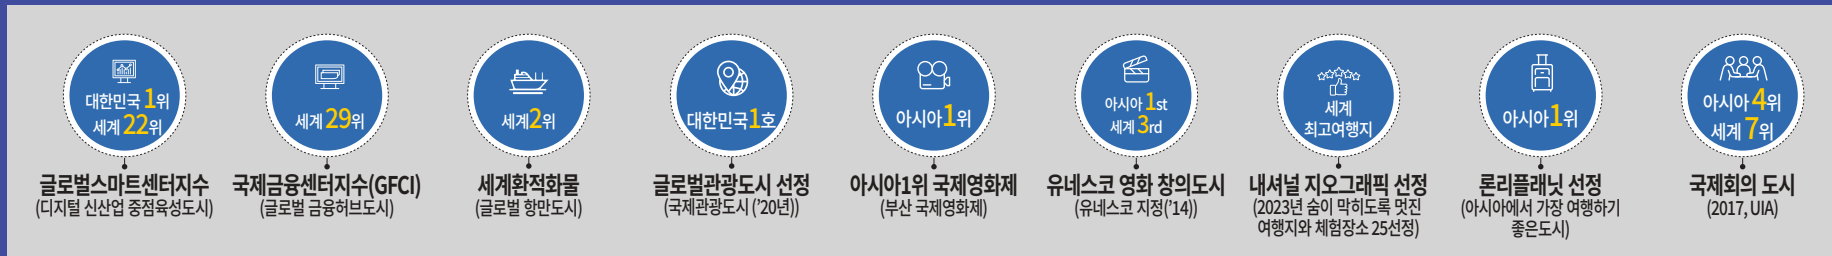 대한민국 1위
세계 22위
글로벌스마트센터지수
(디지털 신산업 중점육성도시)
세계 29위
국제금융센터지수(GFCI)
(글로벌 금융허브도시)
세계2위
세계환적화물
(글로벌 항만도시)
대한민국1호
글로벌관광도시 선정
(국제관광도시 ('20년))
아시아1위
아시아1위 국제영화제
(부산 국제영화제)
아시아 1st
세계 3rd
유네스코 영화 창의도시
(유네스코 지정('14))
세계
최고여행지
내셔널 지오그래픽 선정
(2023년 숨이 막히도록 멋진
여행지와 체험장소 25선정)
아시아1위
론리플래닛 선정
(아시아에서 가장 여행하기
좋은도시)
아시아 4위
세계 7위
국제회의 도시
(2017, UIA)